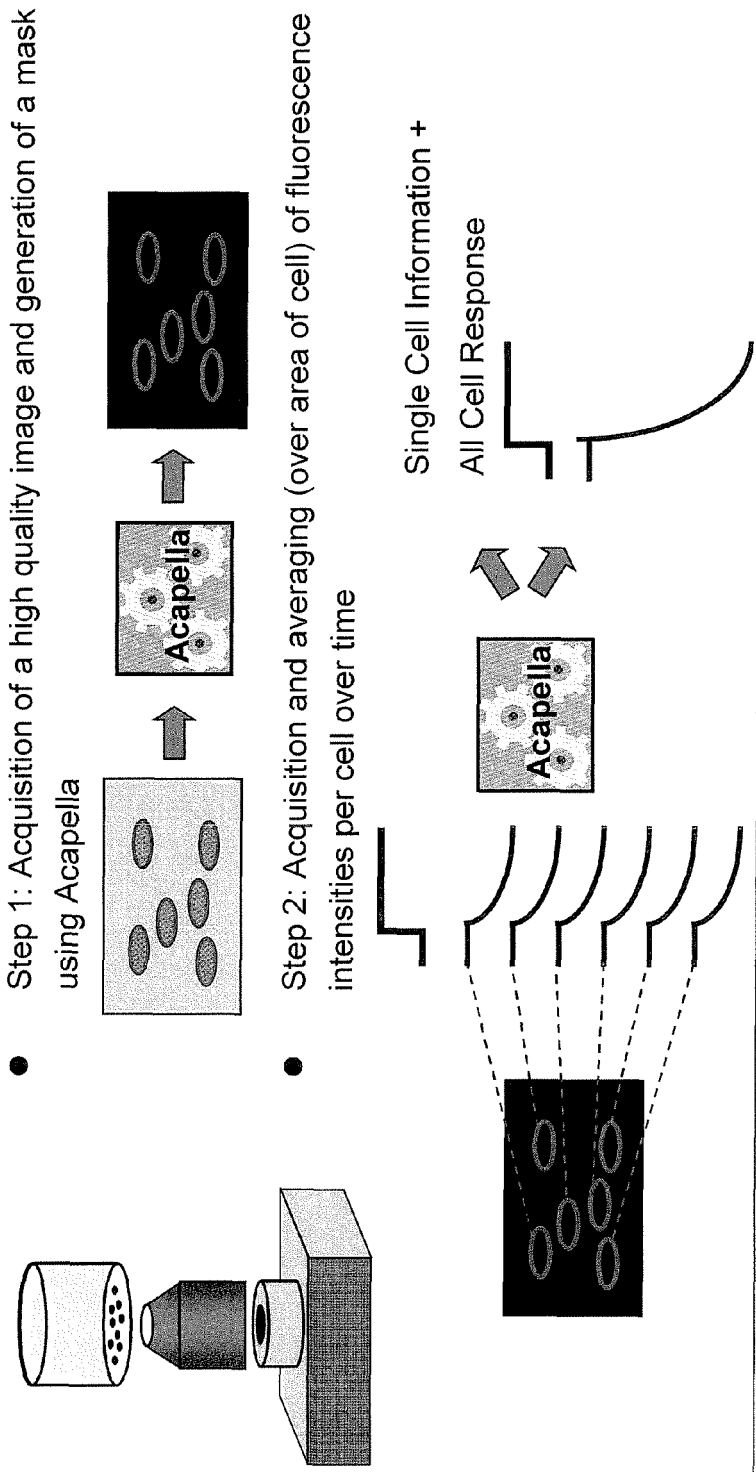 • Step 1: Acquisition of a high quality image and generation of a mask
using Acapella
Acapella
• Step 2: Acquisition and averaging (over area of cell) of fluorescence
intensities per cell over time
Acapella
Single Cell Information +
All Cell Response